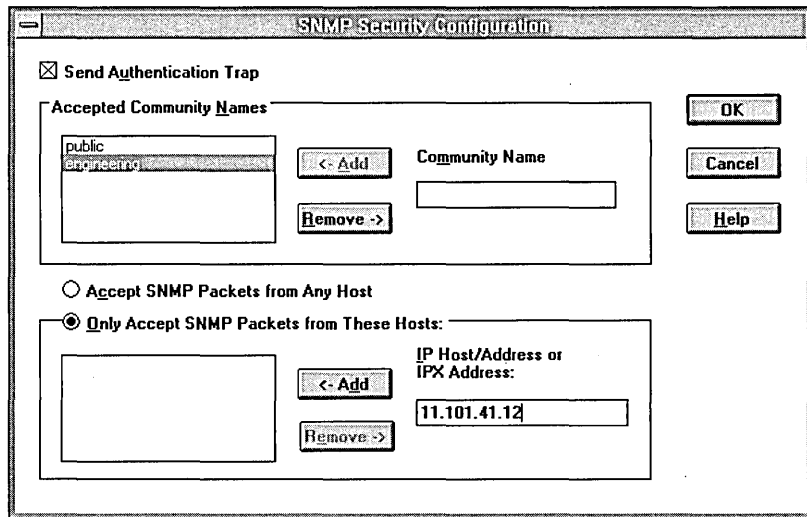 SNMP Security Configuration
Send Authentication Trap
Accepted Community Names
public
engineering
<- Add
Remove ->
Community Name
OK
Cancel
Help
Accept SNMP Packets from Any Host
Only Accept SNMP Packets from These Hosts:
<- Add
Remove ->
IP Host/Address or
IPX Address:
11.101.41.12